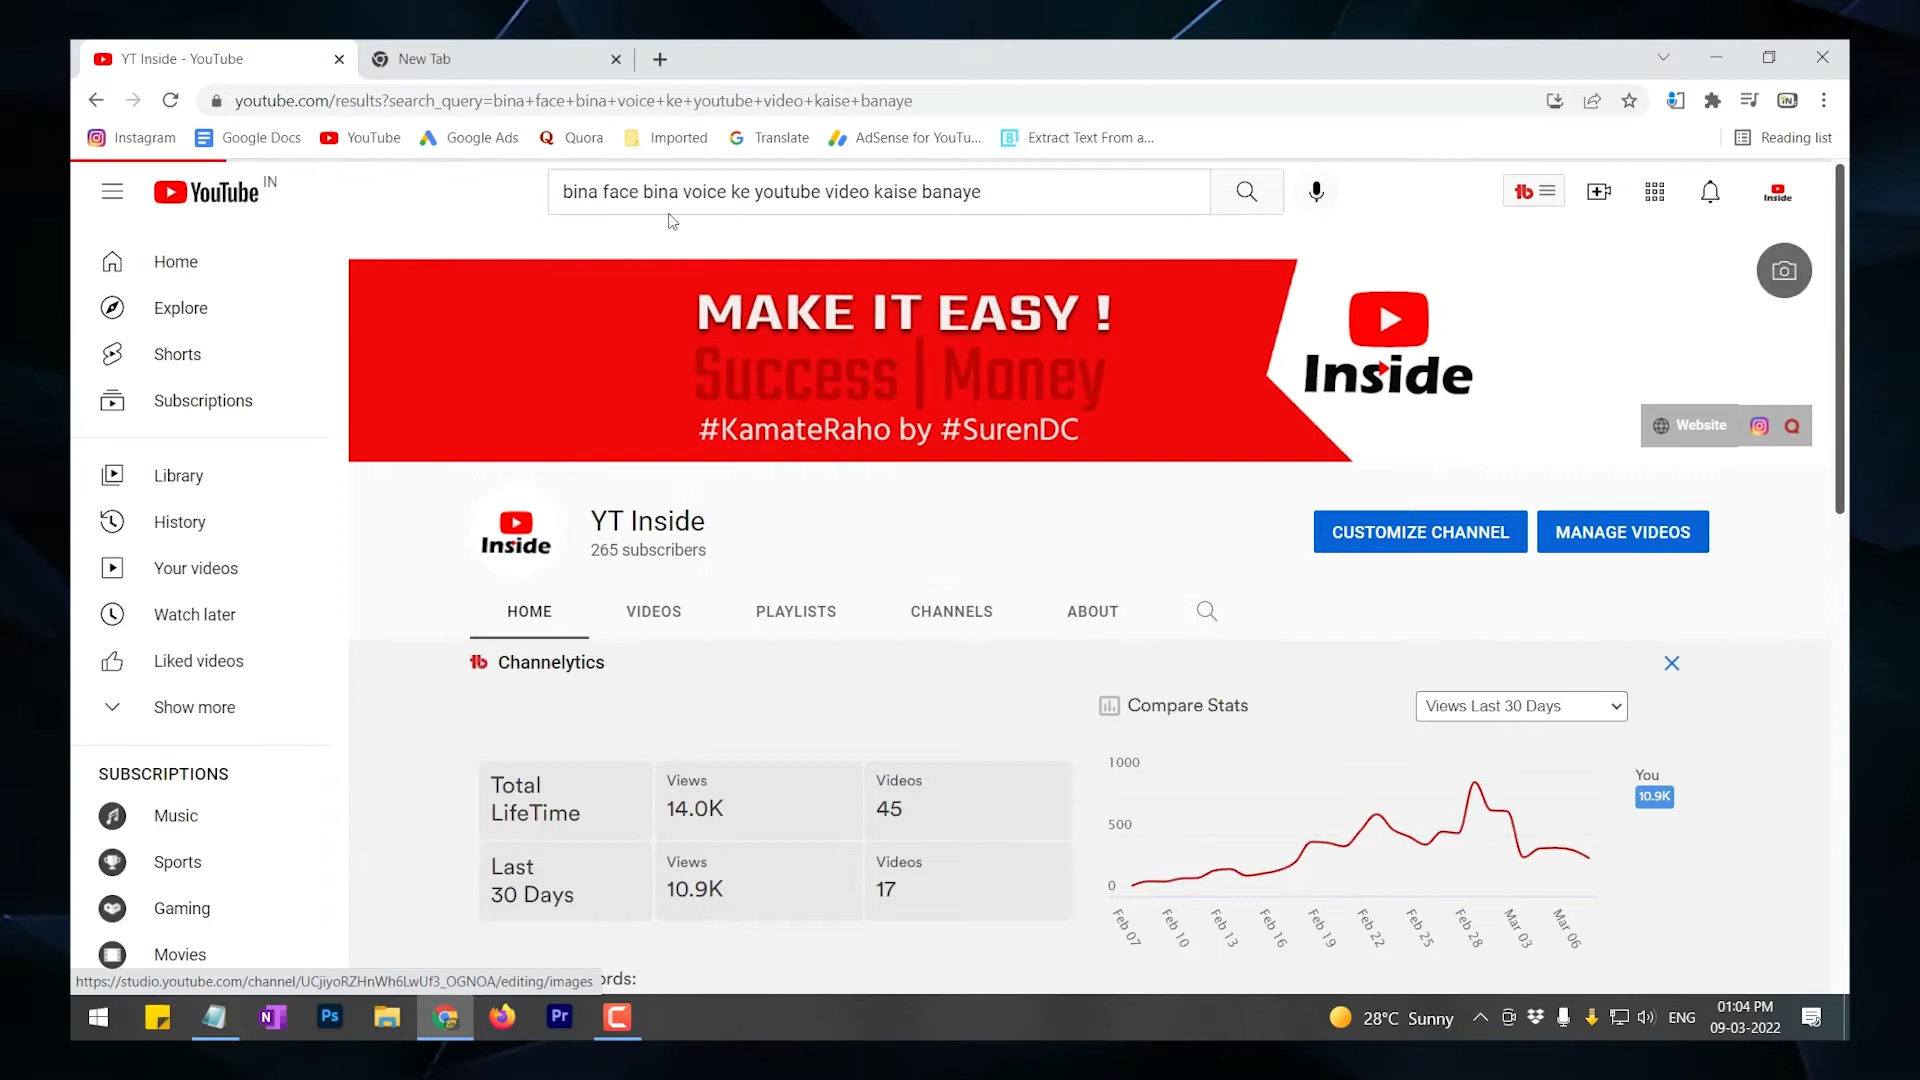 YT Inside - YouTube
New Tab
youtube.com/results?search_query=bina+face+bina+voice+ke+youtube+video+kaise+banaye
Instagram
Google Docs
YouTube
Google Ads
Quora
Imported
Translate
AdSense for YouTu...
Extract Text From a...
Reading list
YouTube IN
bina face bina voice ke youtube video kaise banaye
tb
Inside
Home
Explore
Shorts
Subscriptions
Library
History
Your videos
Watch later
Liked videos
Show more
SUBSCRIPTIONS
Music
Sports
Gaming
Movies
MAKE IT EASY !
Success | Money
#KamateRaho by #SurenDC
Inside
Website
Inside
YT Inside
265 subscribers
CUSTOMIZE CHANNEL
MANAGE VIDEOS
HOME
VIDEOS
PLAYLISTS
CHANNELS
ABOUT
tb Channelytics
Compare Stats
Views Last 30 Days
Total
LifeTime
Views
14.0K
Videos
45
Last
30 Days
Views
10.9K
Videos
17
1000
500
0
You
10.9K
Feb 07
Feb 10
Feb 13
Feb 16
Feb 19
Feb 22
Feb 25
Feb 28
Mar 03
Mar 06
https://studio.youtube.com/channel/UCjiyoRZHnWh6LwUf3_OGNOA/editing/images
ords:
N
Ps
Pr
28°C Sunny
ENG
01:04 PM
09-03-2022